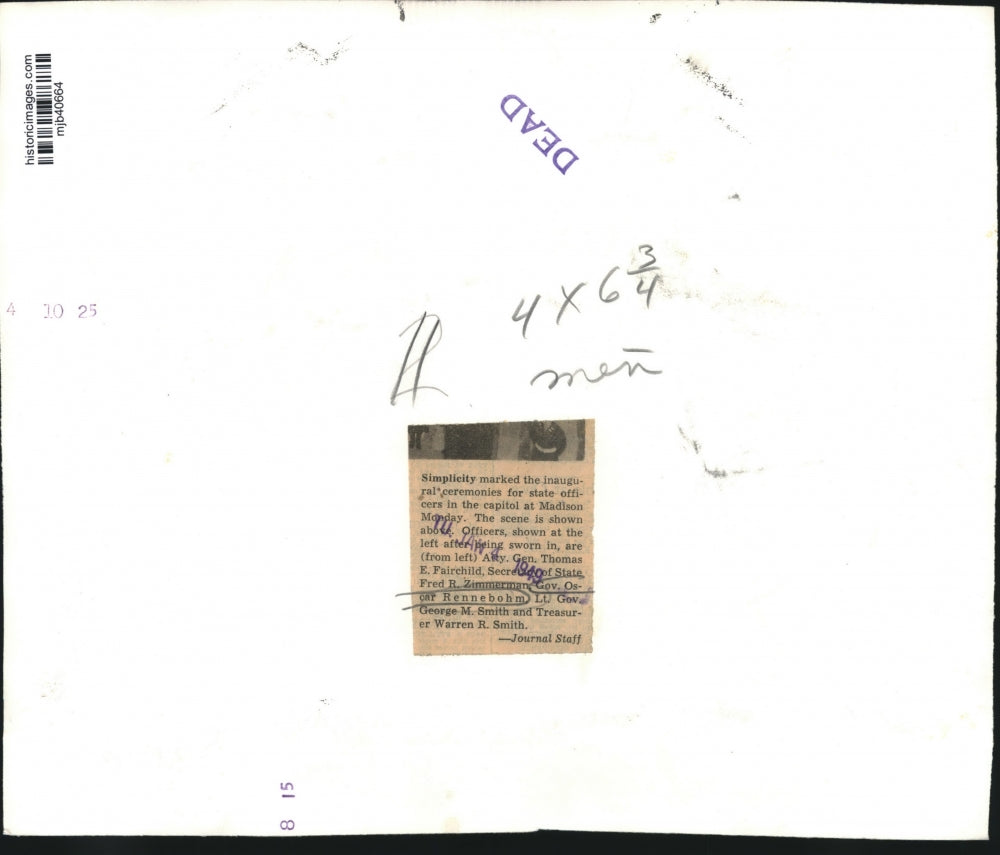 historicimages.com
mjb40664
DEAD
4 X 6 3/4
men
4 10 25
Simplicity marked the inaugu-
ral ceremonies for state offi-
cers in the capitol at Madison
Monday. The scene is shown
above. Officers, shown at the
left after being sworn in, are
(from left) Atty. Gen. Thomas
E. Fairchild, Secretary of State
Fred R. Zimmerman, Gov. Os-
car Rennebohm, Lt. Gov.
George M. Smith and Treasur-
er Warren R. Smith.
—Journal Staff
TU. JAN 4 1949
8 15